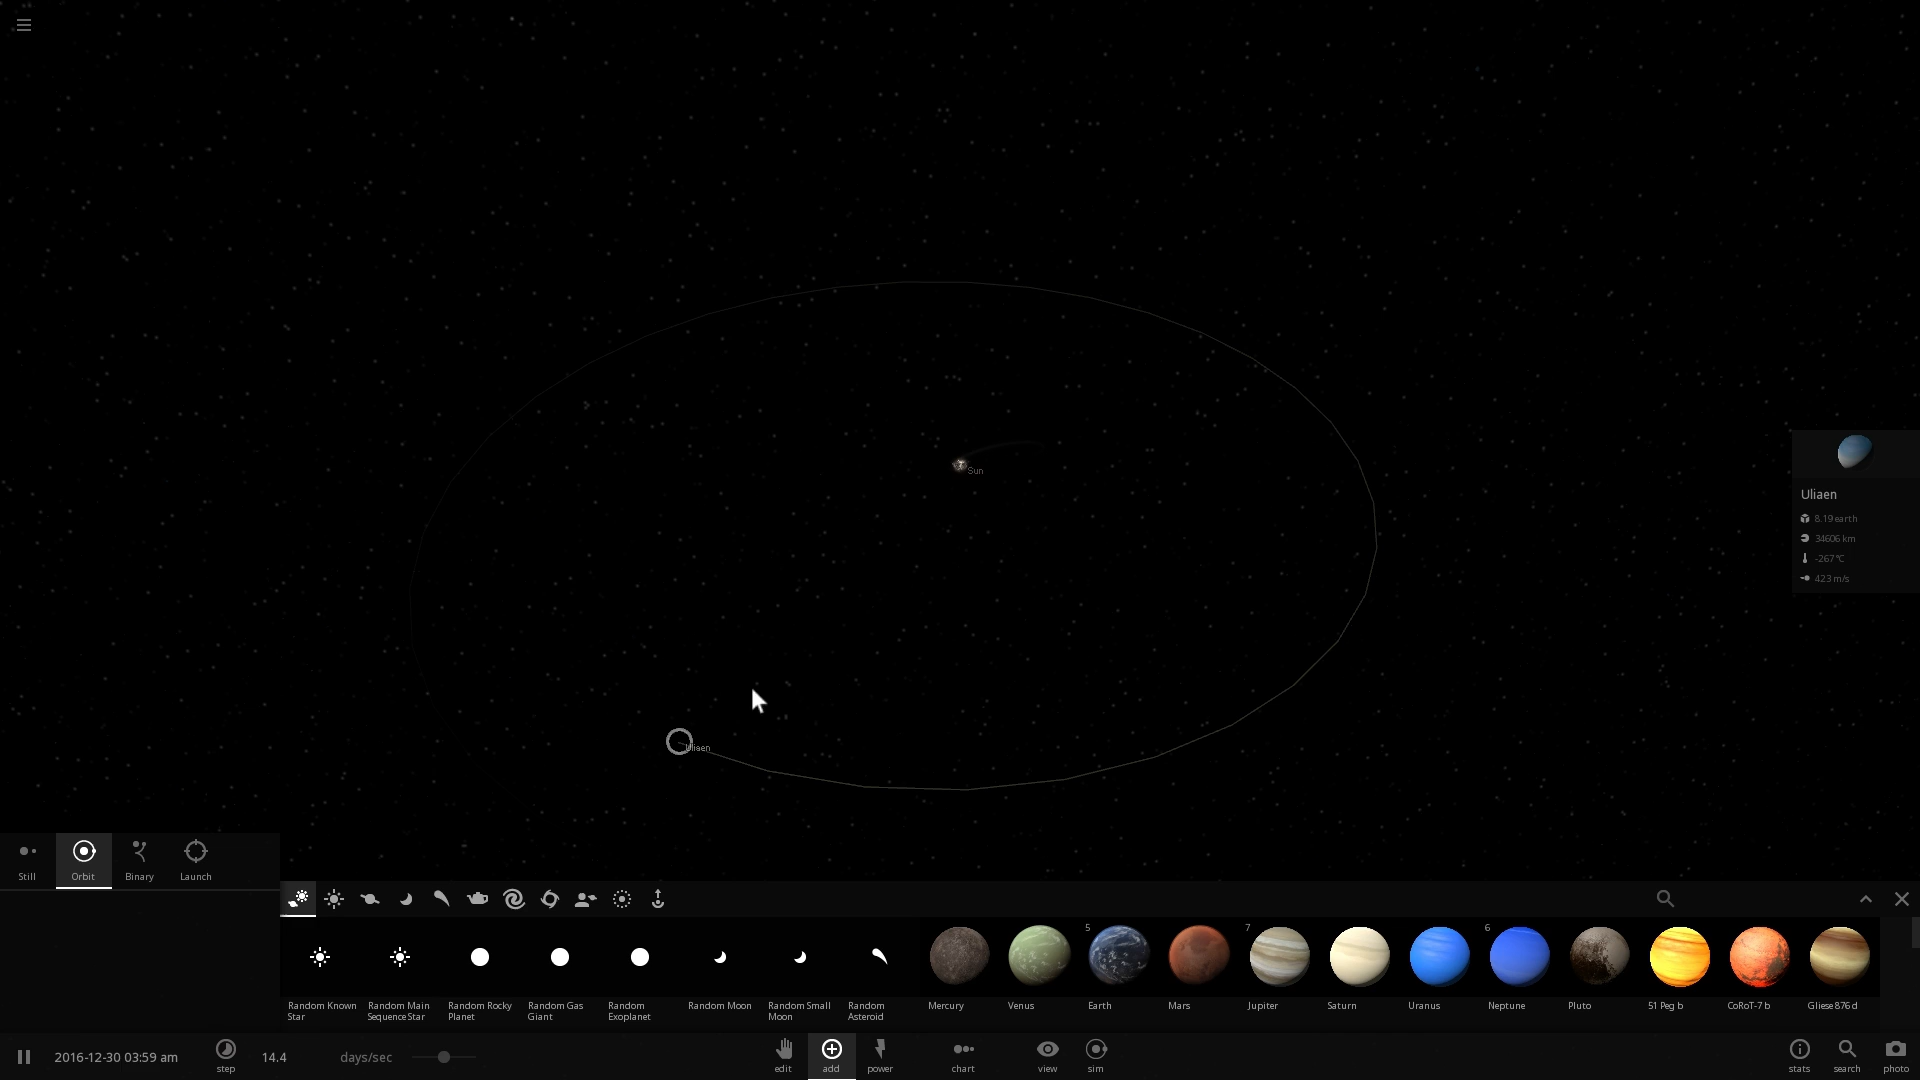 Sun
Uliaen
8.19 earth
34606 km
-267 °C
423 m/s
Uliaen
Still
Orbit
Binary
Launch
5
7
6
Random Known
Star
Random Main
Sequence Star
Random Rocky
Planet
Random Gas
Giant
Random
Exoplanet
Random Moon
Random Small
Moon
Random
Asteroid
Mercury
Venus
Earth
Mars
Jupiter
Saturn
Uranus
Neptune
Pluto
51 Peg b
CoRoT-7 b
Gliese 876 d
2016-12-30 03:59 am
step
14.4
days/sec
edit
add
power
chart
view
sim
stats
search
photo